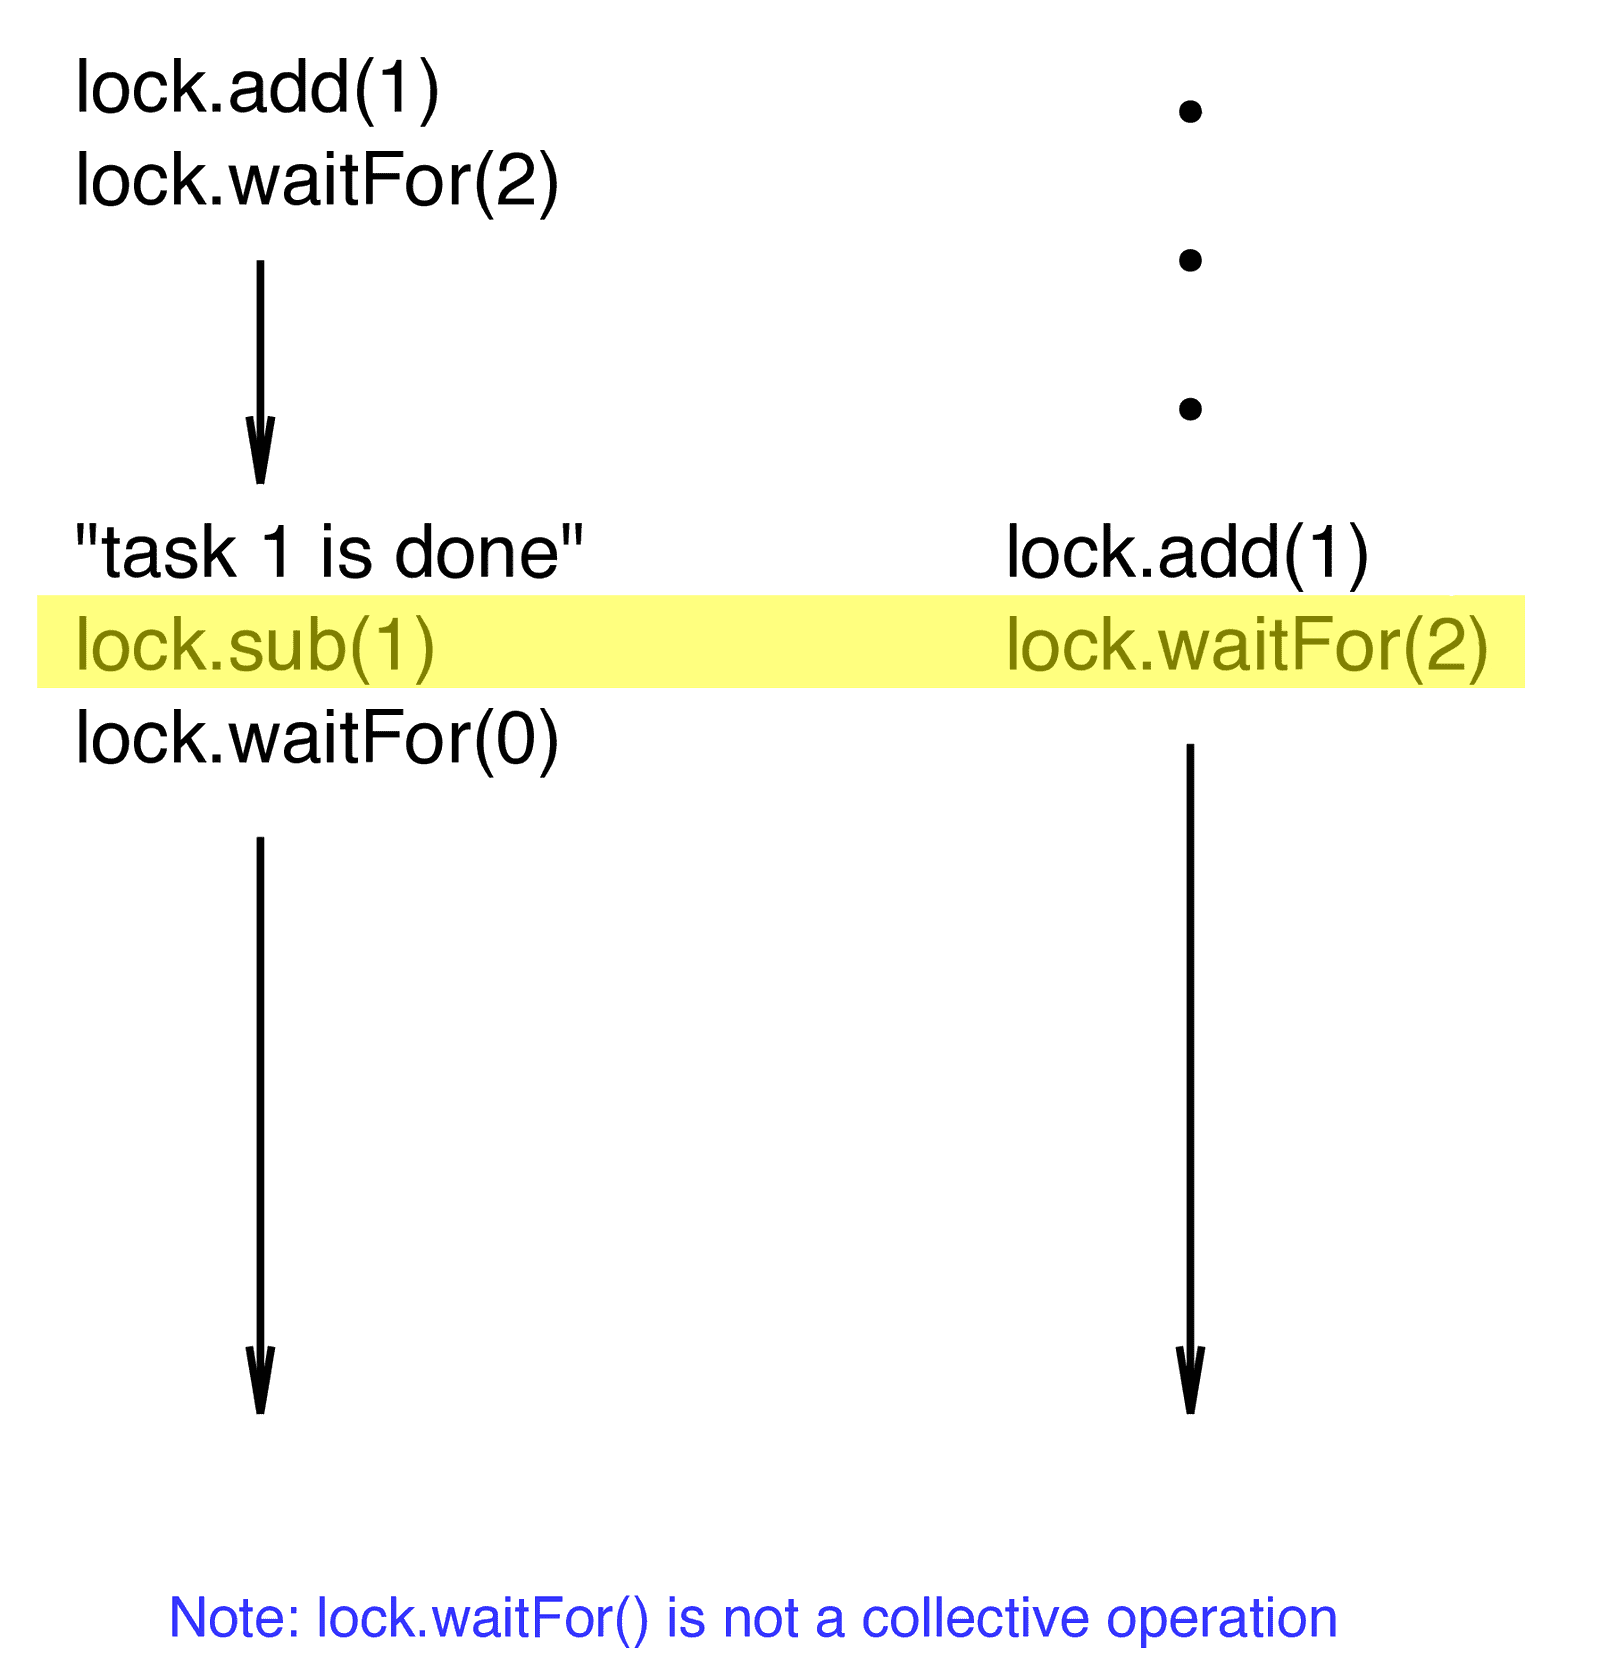 lock.add(1)
lock.waitFor(2)
"task 1 is done"
lock.sub(1)
lock.waitFor(0)
lock.add(1)
lock.waitFor(2)
Note: lock.waitFor() is not a collective operation